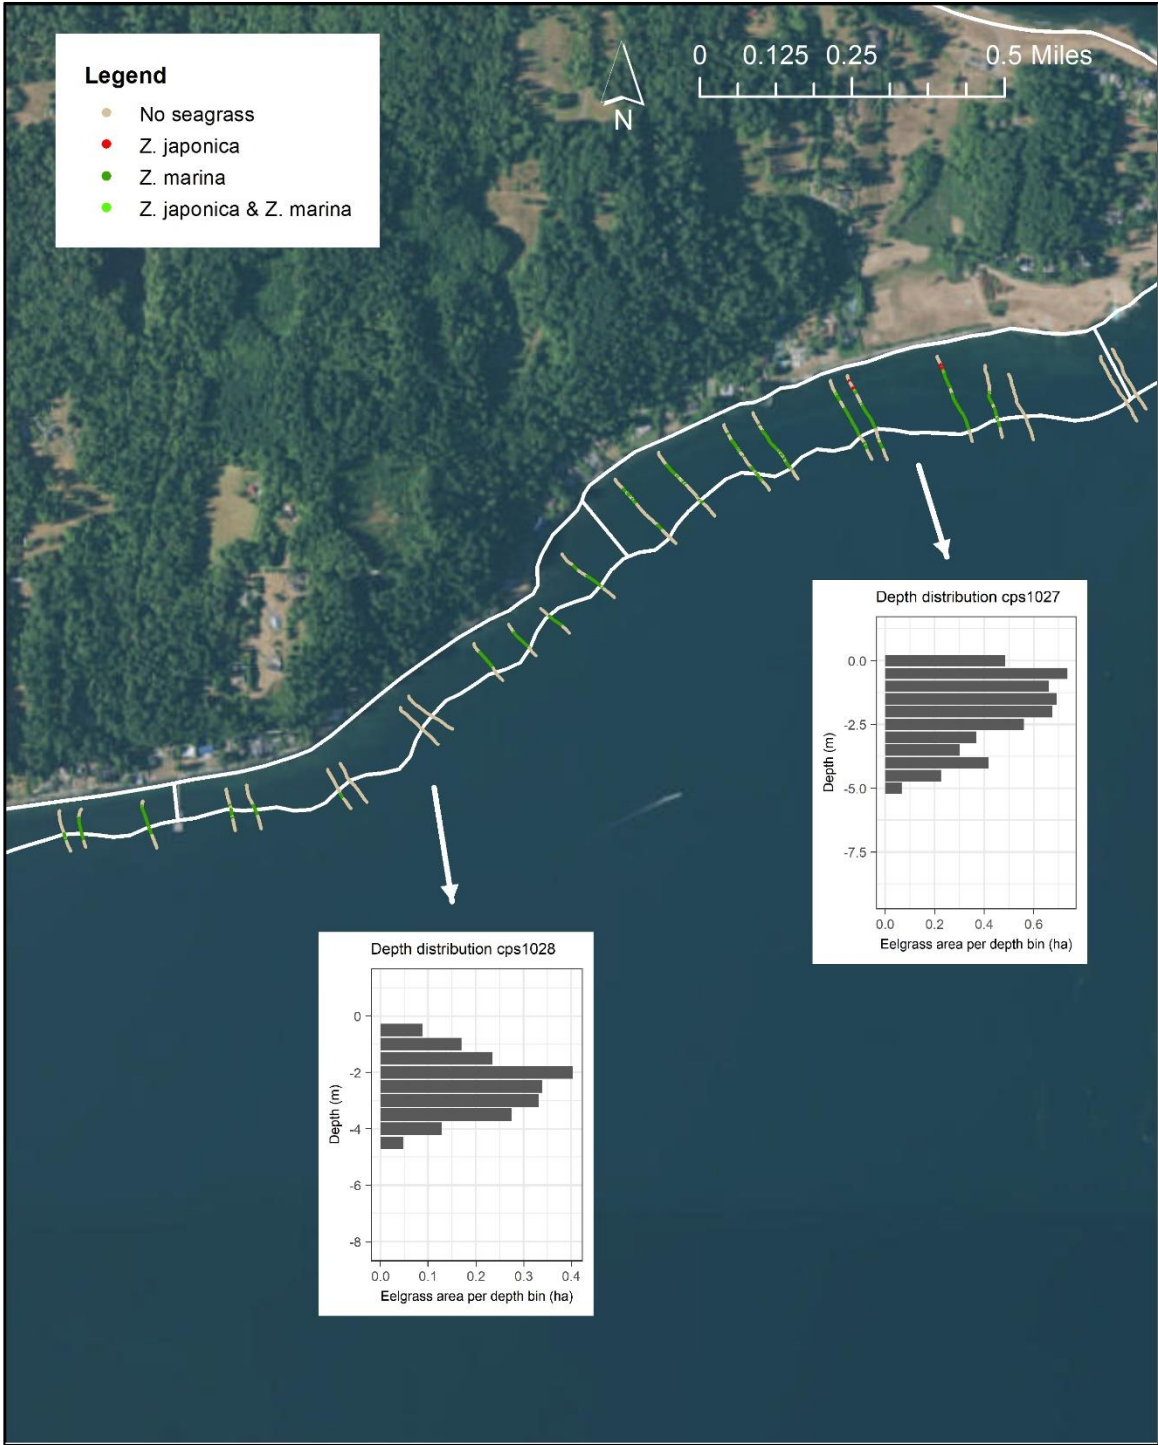 Legend
No seagrass
Z. japonica
Z. marina
Z. japonica & Z. marina
N
0 0.125 0.25 0.5 Miles
Depth distribution cps1027
0.0
-2.5
-5.0
-7.5
Depth (m)
0.0 0.2 0.4 0.6
Eelgrass area per depth bin (ha)
Depth distribution cps1028
0
-2
-4
-6
-8
Depth (m)
0.0 0.1 0.2 0.3 0.4
Eelgrass area per depth bin (ha)